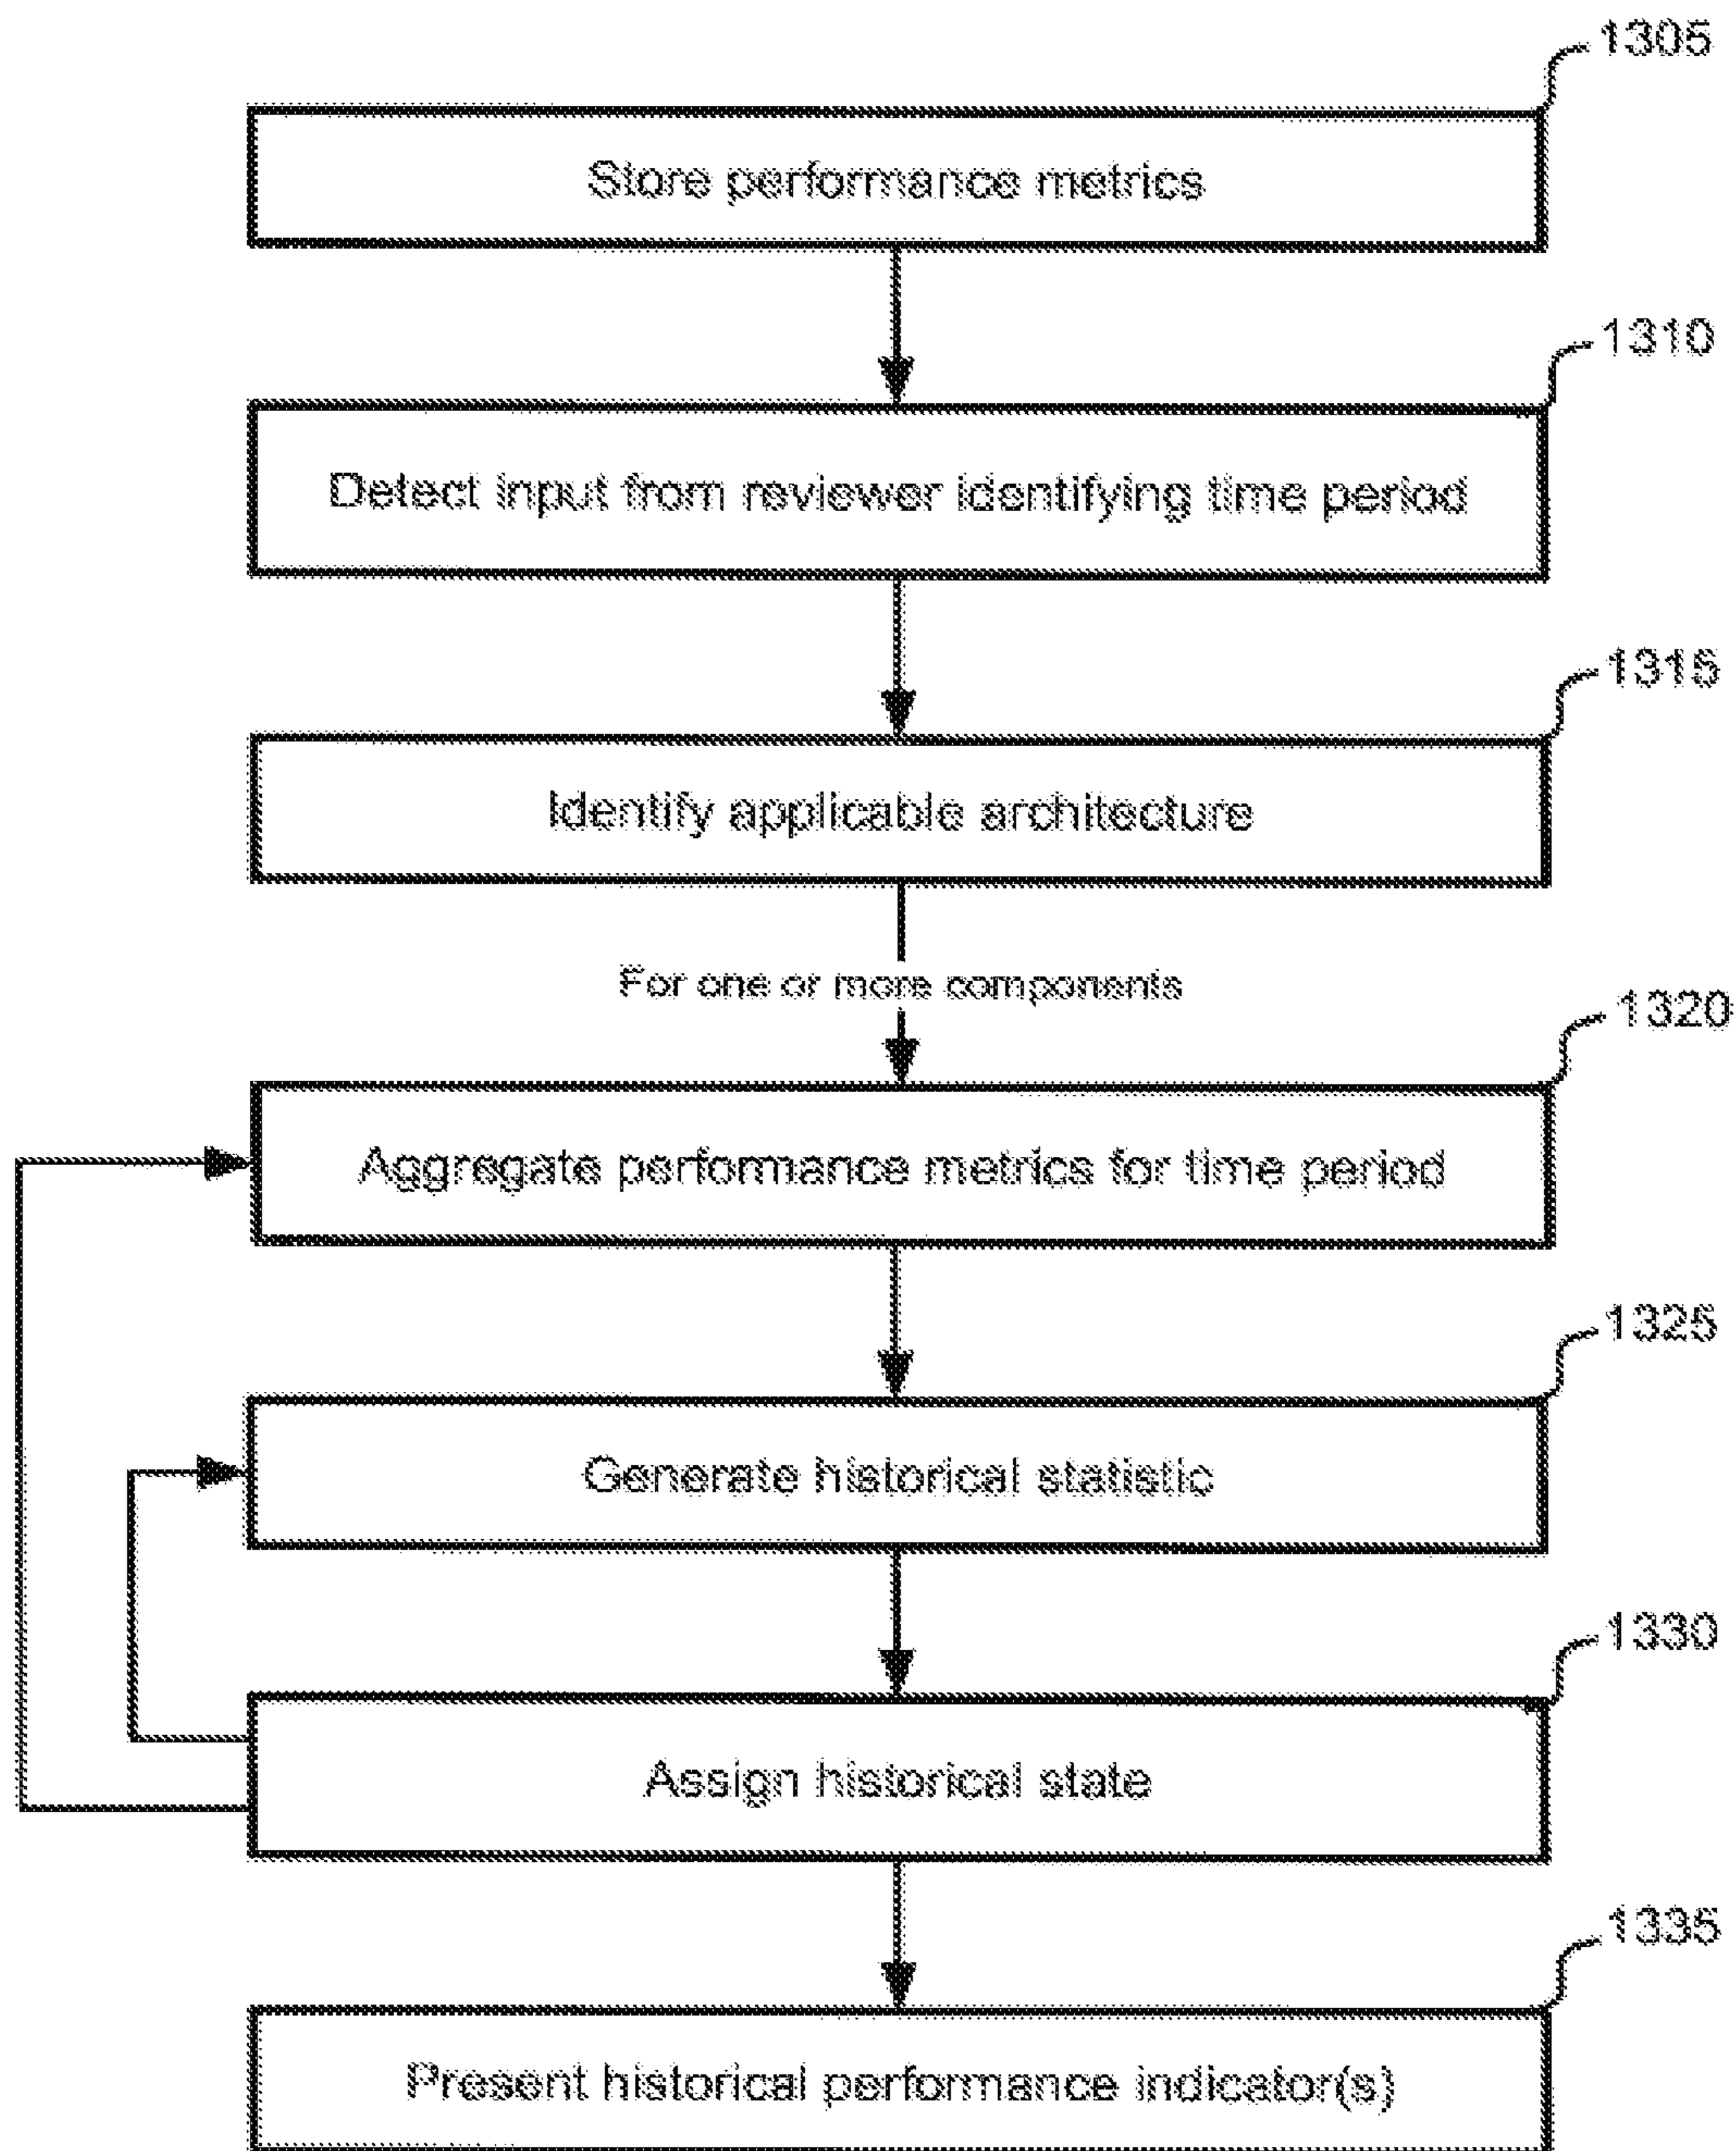 1305
Store performance metrics
1310
Detect input from reviewer identifying time period
1315
Identify applicable architecture
For one or more components
1320
Aggregate performance metrics for time period
1325
Generate historical statistic
1330
Assign historical state
1335
Present historical performance indicator(s)